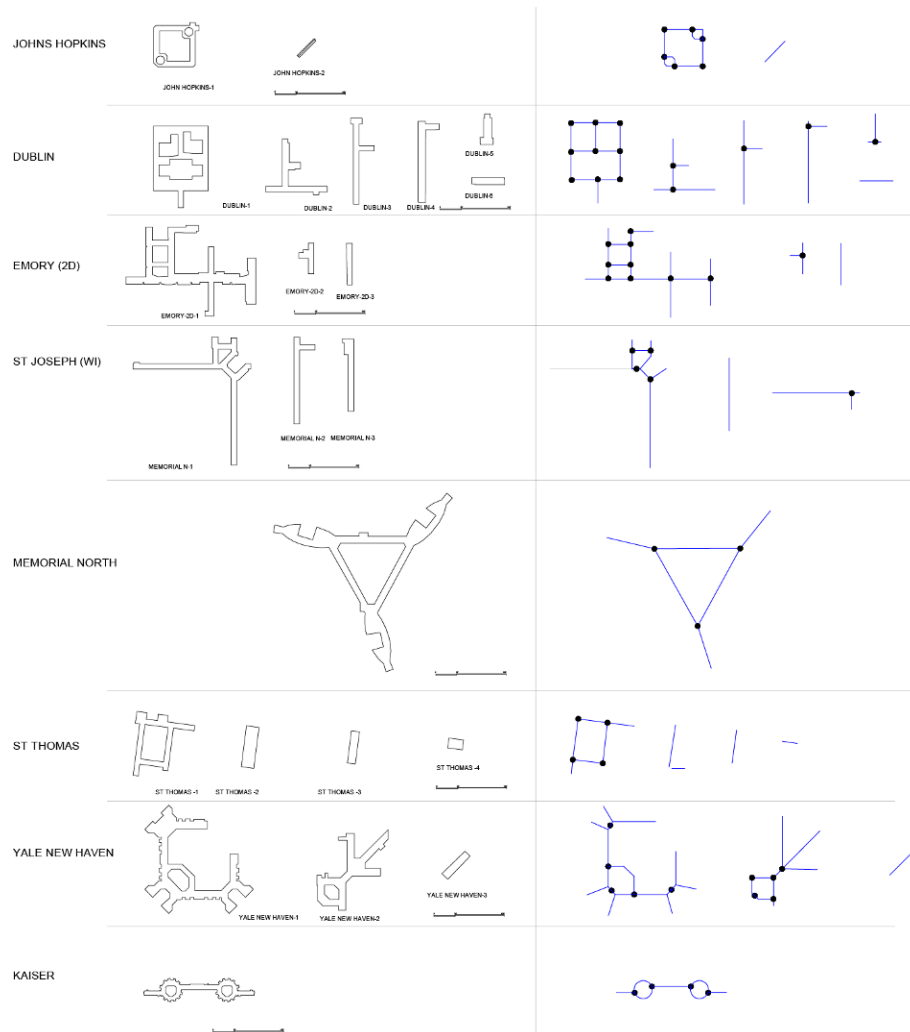 JOHNS HOPKINS
JOHN HOPKINS-1
JOHN HOPKINS-2
DUBLIN
DUBLIN-1
DUBLIN-2
DUBLIN-3
DUBLIN-4
DUBLIN-5
DUBLIN-6
EMORY (2D)
EMORY-2D-1
EMORY-2D-2
EMORY-2D-3
ST JOSEPH (WI)
MEMORIAL N-1
MEMORIAL N-2
MEMORIAL N-3
MEMORIAL NORTH
ST THOMAS
ST THOMAS -1
ST THOMAS -2
ST THOMAS -3
ST THOMAS -4
YALE NEW HAVEN
YALE NEW HAVEN-1
YALE NEW HAVEN-2
YALE NEW HAVEN-3
KAISER